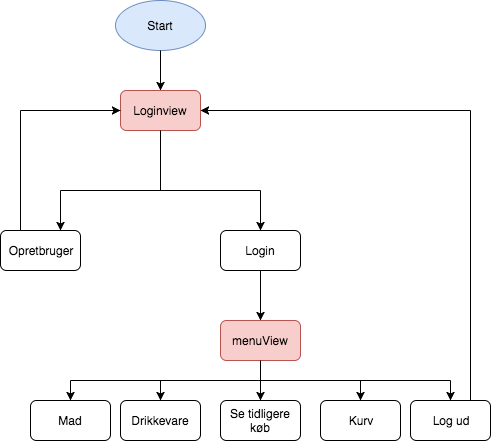 Start
Loginview
Opretbruger
Login
menuView
Mad
Drikkevare
Se tidligere
køb
Kurv
Log ud